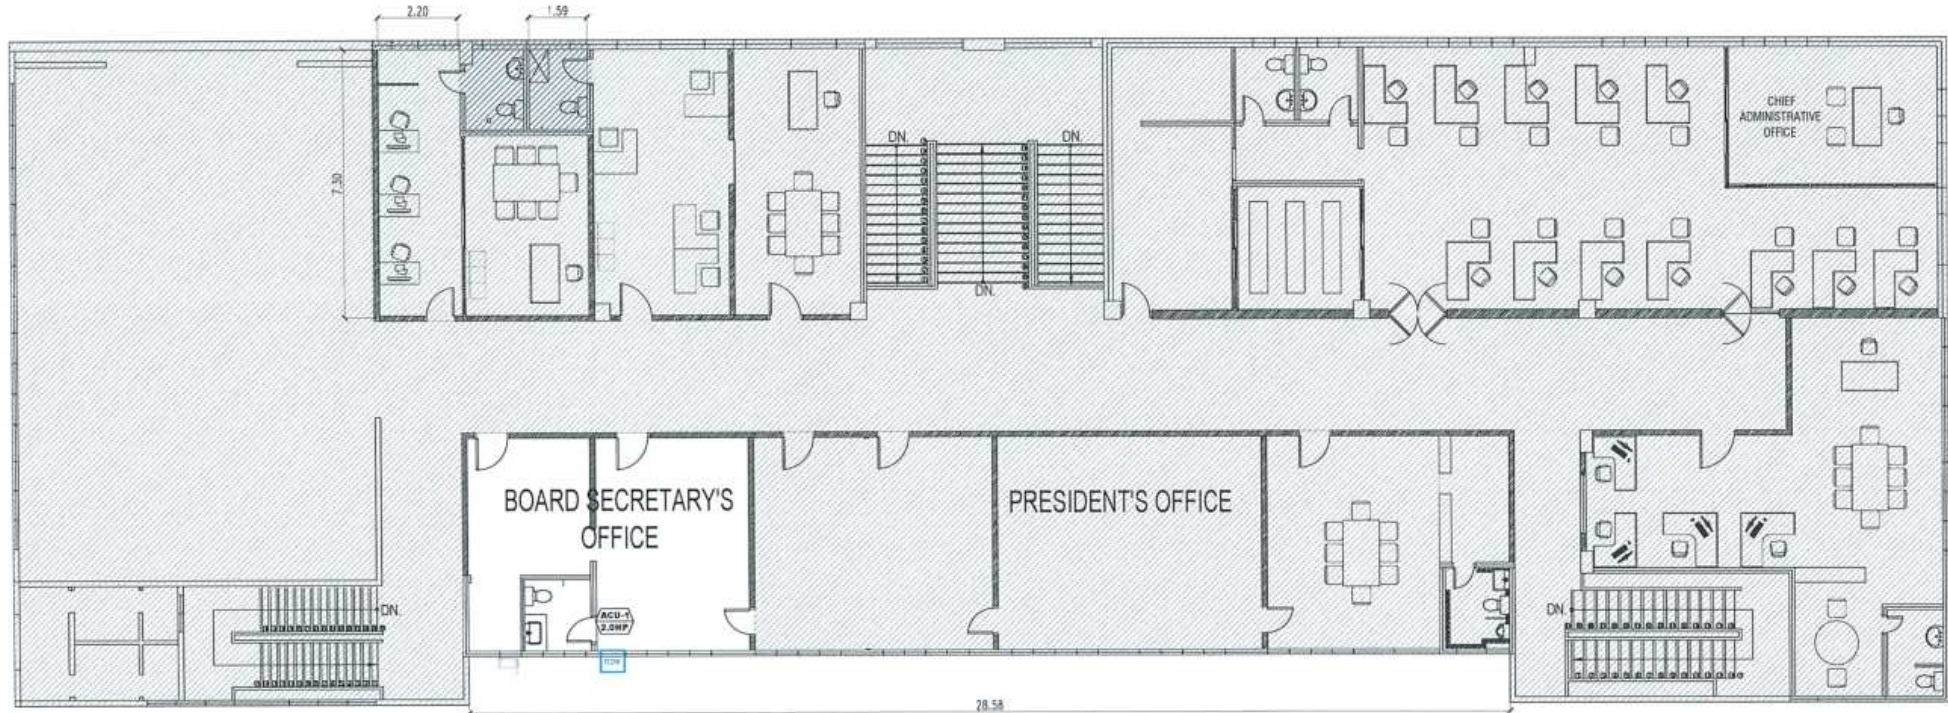 2.20
1.59
7.30
DN.
DN.
DN.
CHIEF
ADMINISTRATIVE
OFFICE
BOARD SECRETARY'S
OFFICE
PRESIDENT'S OFFICE
ACU-1
2.0HP
DN.
DN.
28.58